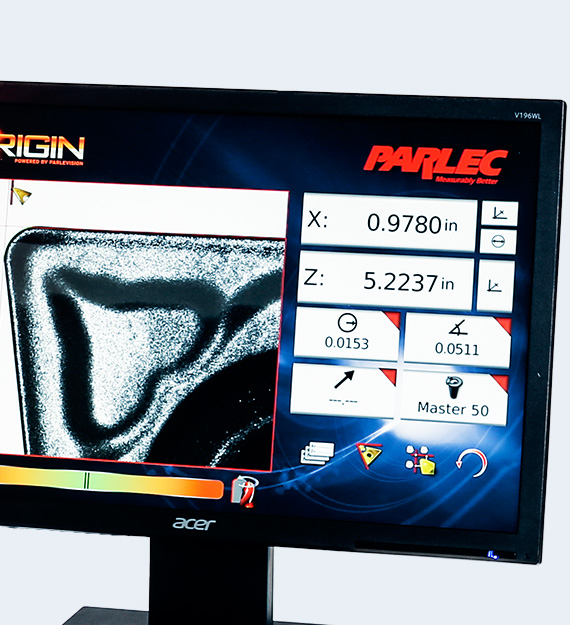 V196WL
RIGIN
POWERED BY PARLEVISION
PARLEC
Measurably Better
X: 0.9780 in
Z: 5.2237 in
0.0153
0.0511
---.--
Master 50
acer